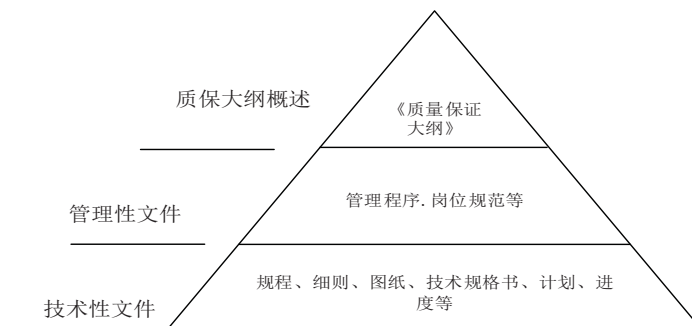 质保大纲概述
《质量保证
大纲》
管理性文件
管理程序.岗位规范等
技术性文件
规程、细则、图纸、技术规格书、计划、进
度等